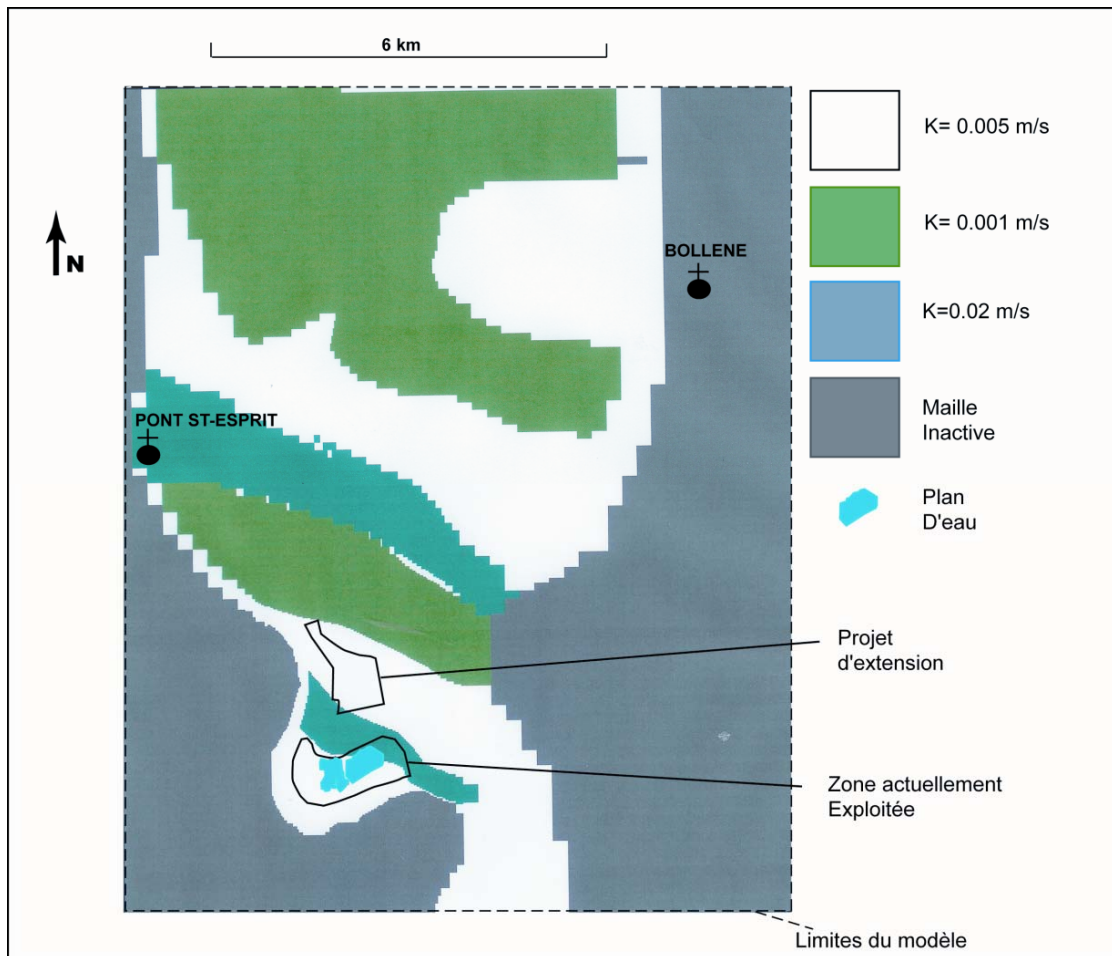 6 km
K= 0.005 m/s
K= 0.001 m/s
N
BOLLENE
K=0.02 m/s
Maille
Inactive
PONT ST-ESPRIT
Plan
D'eau
Projet
d'extension
Zone actuellement
Exploitée
Limites du modèle